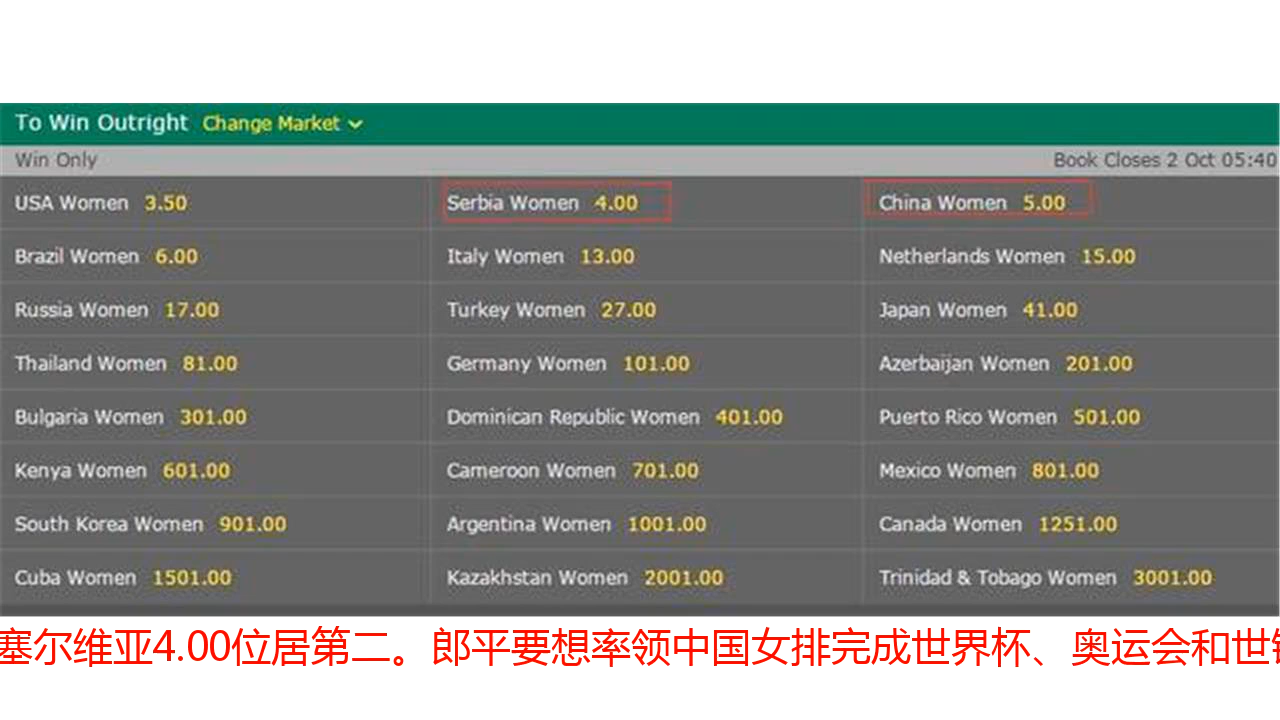 To Win Outright Change Market
Win Only Book Closes 2 Oct 05:40
USA Women 3.50 Serbia Women 4.00 China Women 5.00
Brazil Women 6.00 Italy Women 13.00 Netherlands Women 15.00
Russia Women 17.00 Turkey Women 27.00 Japan Women 41.00
Thailand Women 81.00 Germany Women 101.00 Azerbaijan Women 201.00
Bulgaria Women 301.00 Dominican Republic Women 401.00 Puerto Rico Women 501.00
Kenya Women 601.00 Cameroon Women 701.00 Mexico Women 801.00
South Korea Women 901.00 Argentina Women 1001.00 Canada Women 1251.00
Cuba Women 1501.00 Kazakhstan Women 2001.00 Trinidad & Tobago Women 3001.00
塞尔维亚4.00位居第二。郎平要想率领中国女排完成世界杯、奥运会和世